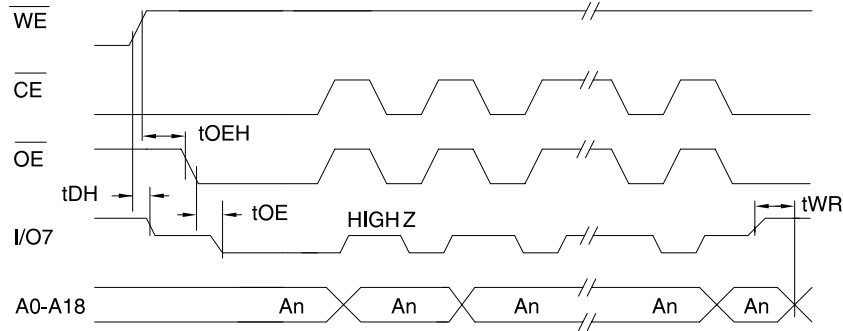 WE
CE
tOEH
OE
tDH
tOE
HIGH Z
tWR
I/O7
A0-A18
An
An
An
An
An